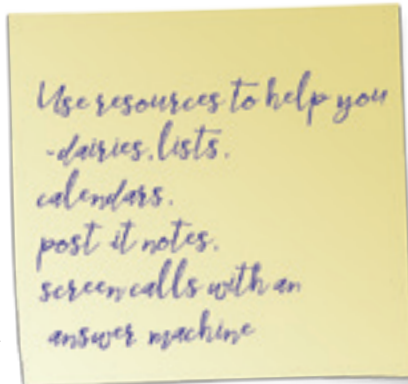 Use resources to help you
-dairies, lists,
calendars,
post it notes,
screen calls with an
answer machine